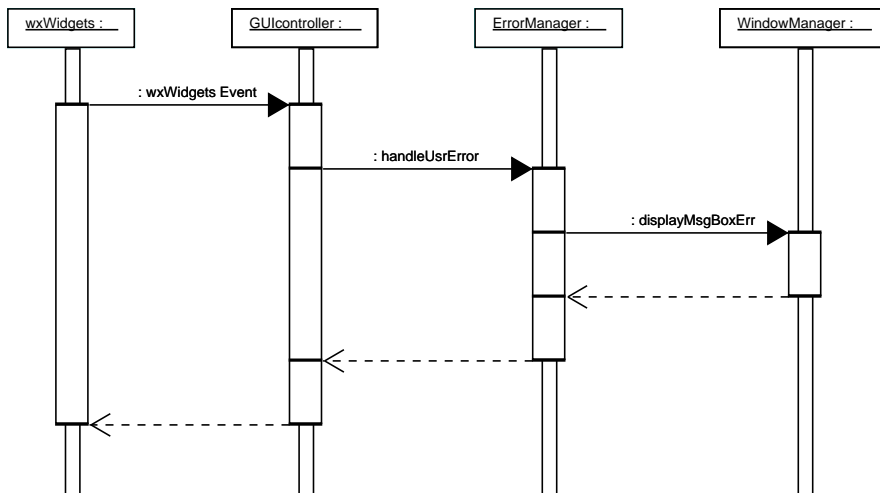 wxWidgets :
GUIcontroller :
ErrorManager :
WindowManager :
: wxWidgets Event
: handleUsrError
: displayMsgBoxErr